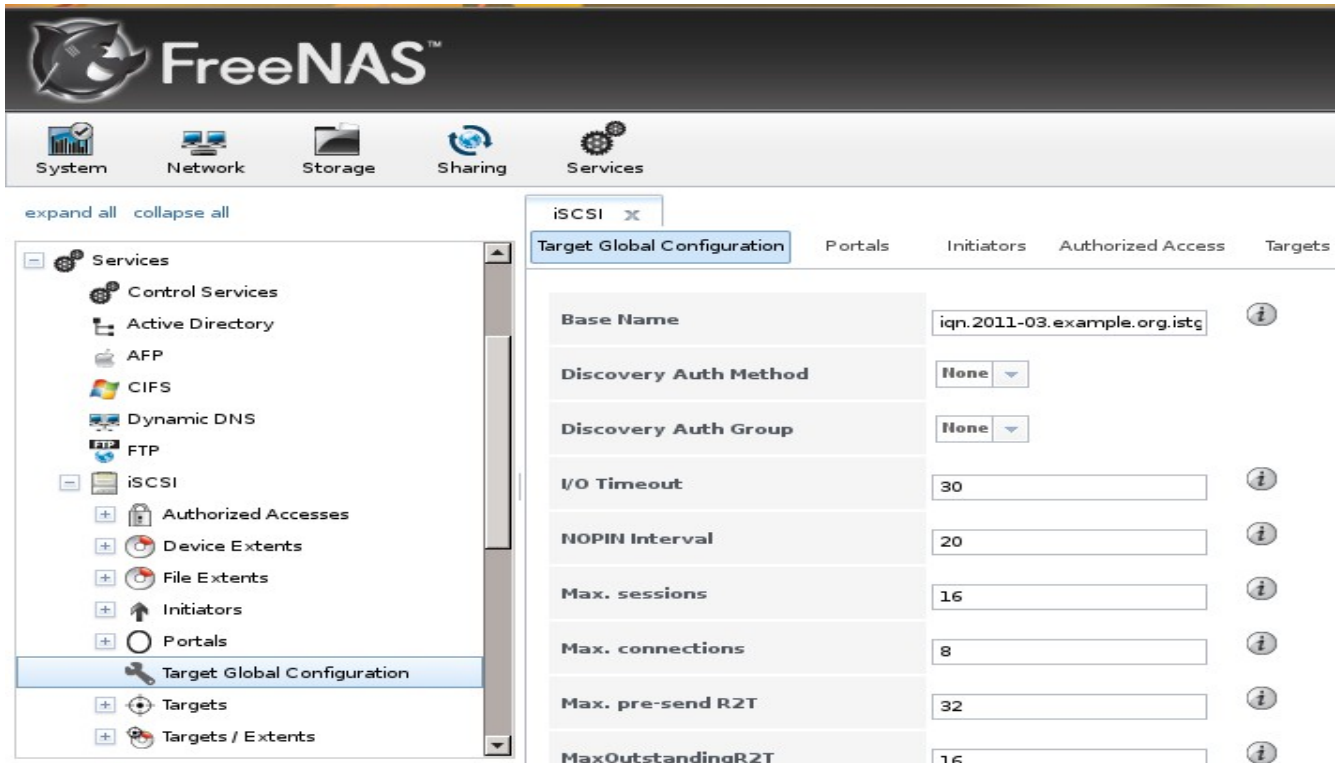 FreeNAS™
System Network Storage Sharing Services
expand all collapse all
Services
Control Services
Active Directory
AFP
CIFS
Dynamic DNS
FTP
iSCSI
Authorized Accesses
Device Extents
File Extents
Initiators
Portals
Target Global Configuration
Targets
Targets / Extents
iSCSI x
Target Global Configuration Portals Initiators Authorized Access Targets
Base Name iqn.2011-03.example.org.istg
Discovery Auth Method None
Discovery Auth Group None
I/O Timeout 30
NOPIN Interval 20
Max. sessions 16
Max. connections 8
Max. pre-send R2T 32
MaxOutstandingR2T 16